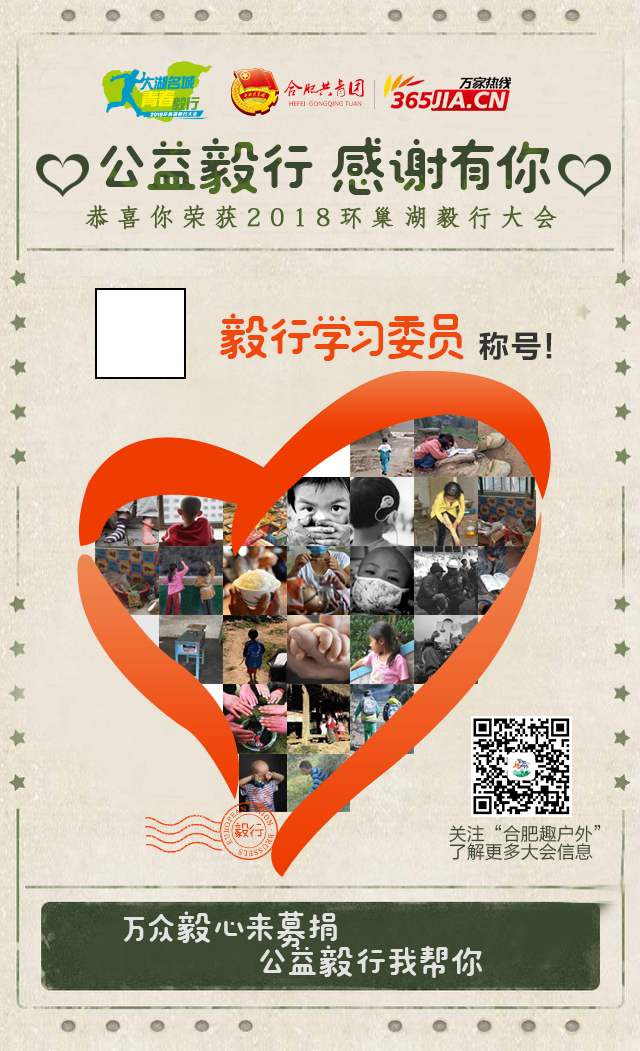 大湖名城
青春毅行
2018环巢湖毅行大会
合肥共青团
HEFEI GONGQING TUAN
万家热线
365JIA.CN
公益毅行 感谢有你
恭喜你荣获2018环巢湖毅行大会
毅行学习委员 称号!
毅行
EUROPEAN UNION
BRUSSELS
关注“合肥趣户外”
了解更多大会信息
万众毅心来募捐
公益毅行我帮你